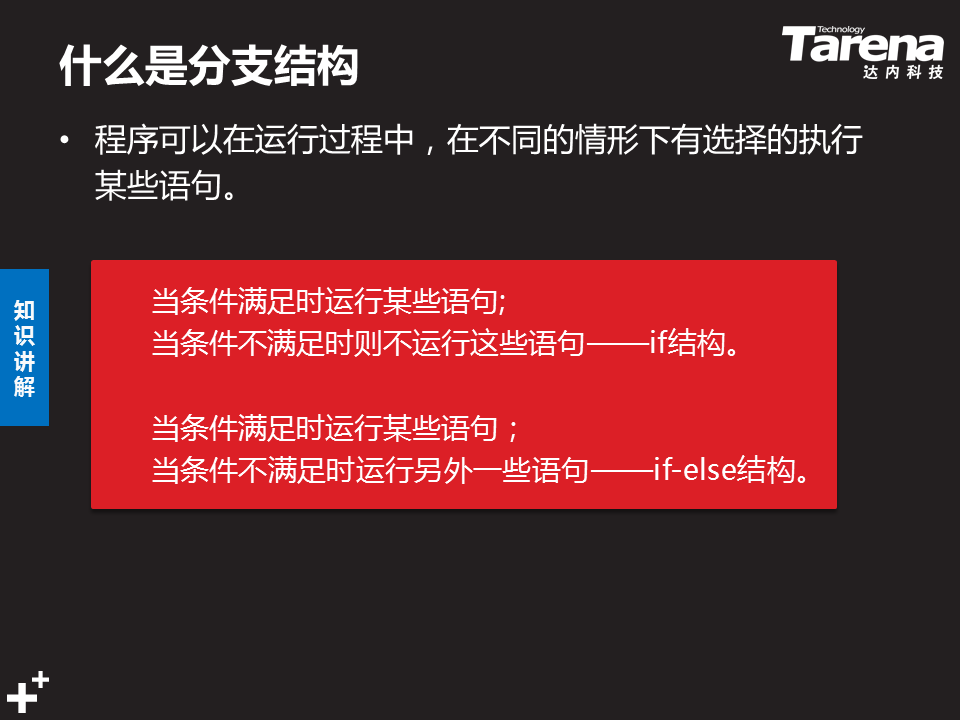 什么是分支结构
Technology
Tarena
达内科技
• 程序可以在运行过程中，在不同的情形下有选择的执行
某些语句。
知
识
讲
解
当条件满足时运行某些语句;
当条件不满足时则不运行这些语句——if结构。
当条件满足时运行某些语句；
当条件不满足时运行另外一些语句——if-else结构。